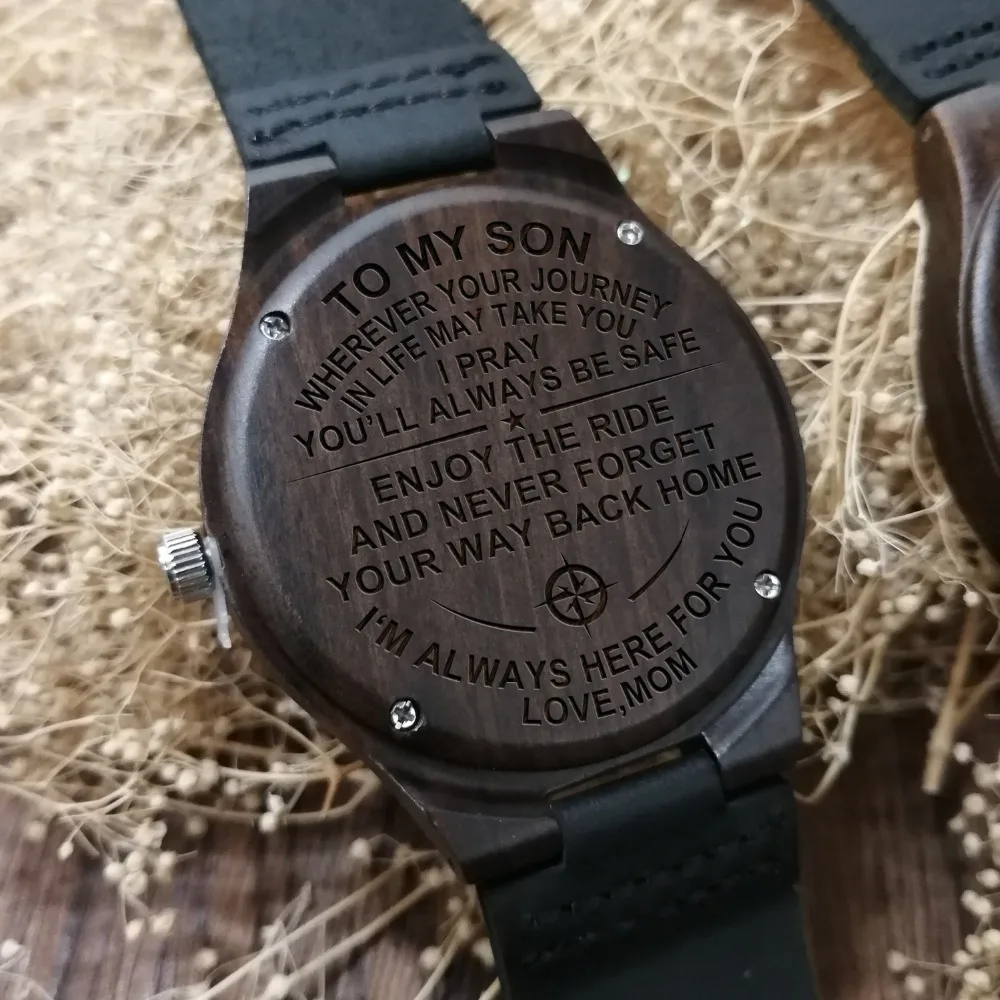 TO MY SON
WHEREVER YOUR JOURNEY
IN LIFE MAY TAKE YOU
I PRAY
YOU'LL ALWAYS BE SAFE
ENJOY THE RIDE
AND NEVER FORGET
YOUR WAY BACK HOME
I'M ALWAYS HERE FOR YOU
LOVE,MOM